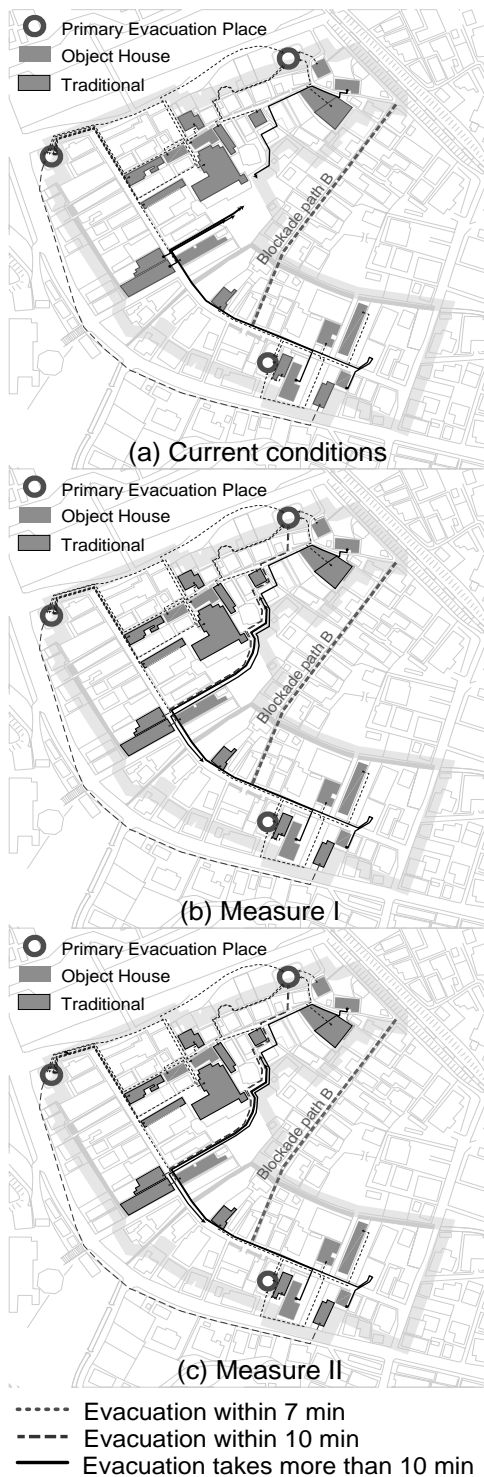 Primary Evacuation Place
Object House
Traditional
Blockade path B
(a) Current conditions
Primary Evacuation Place
Object House
Traditional
Blockade path B
(b) Measure I
Primary Evacuation Place
Object House
Traditional
Blockade path B
(c) Measure II
Evacuation within 7 min
Evacuation within 10 min
Evacuation takes more than 10 min